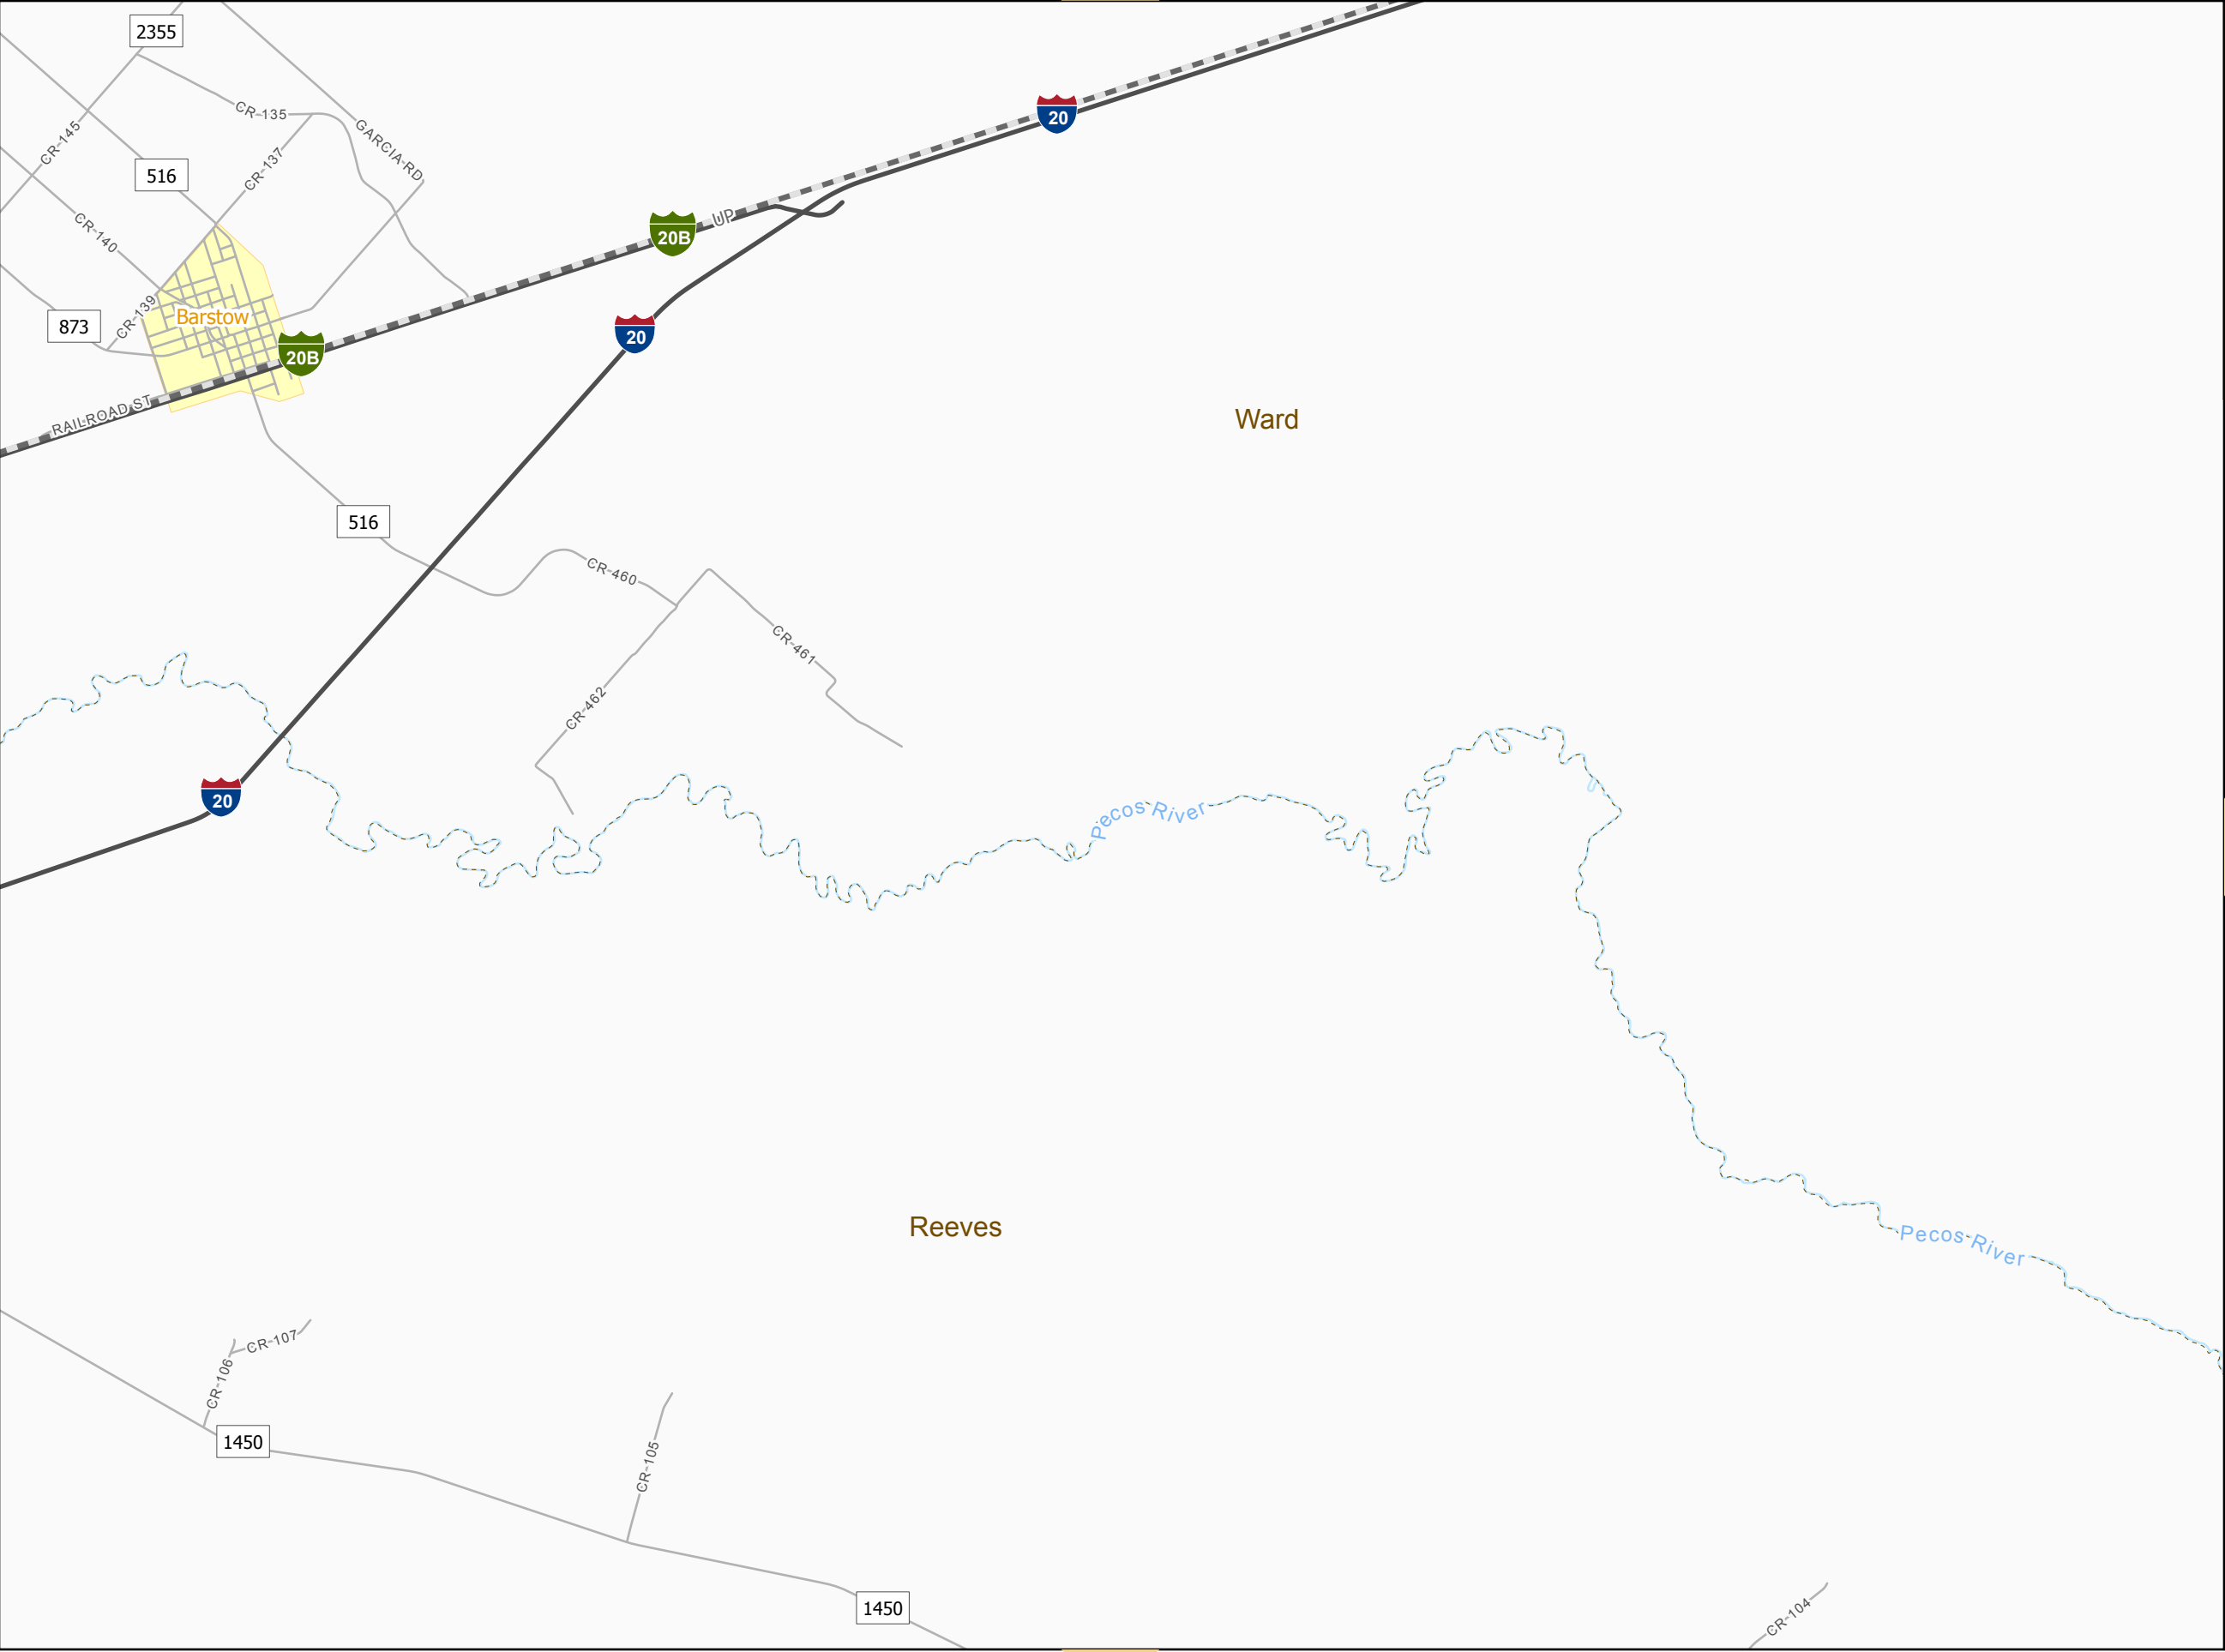 2355
CR-135
GARCIA RD
20
CR-145
CR-137
516
CR-140
UP
20B
CR-139
Barstow
873
20
20B
RAILROAD ST
Ward
516
CR-460
CR-461
CR-462
20
Pecos River
Reeves
Pecos River
CR-107
CR-106
1450
CR-105
1450
CR-104